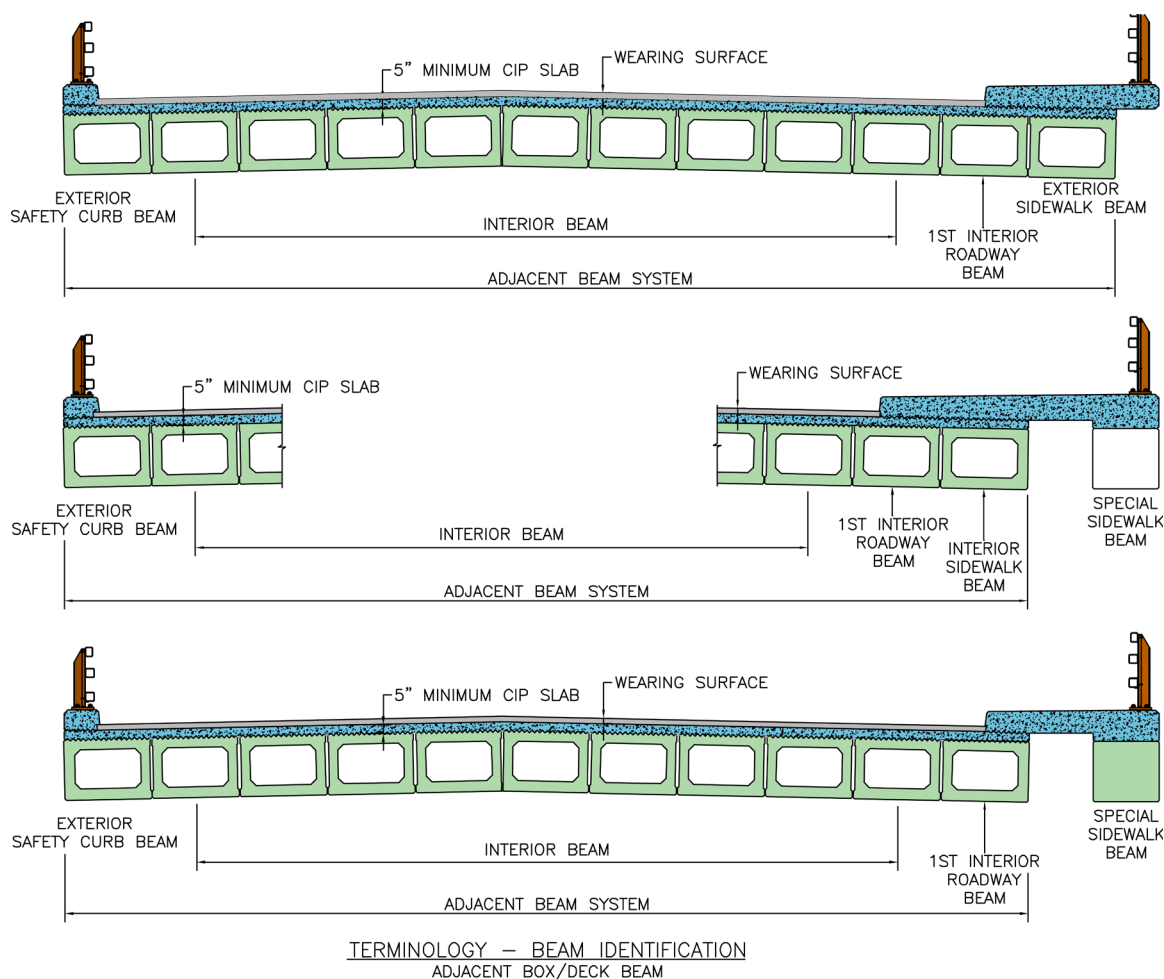 WEARING SURFACE
5” MINIMUM CIP SLAB
EXTERIOR
SAFETY CURB BEAM
INTERIOR BEAM
1ST INTERIOR
ROADWAY
BEAM
EXTERIOR
SIDEWALK BEAM
ADJACENT BEAM SYSTEM
5” MINIMUM CIP SLAB
WEARING SURFACE
EXTERIOR
SAFETY CURB BEAM
INTERIOR BEAM
1ST INTERIOR
ROADWAY
BEAM
INTERIOR
SIDEWALK
BEAM
SPECIAL
SIDEWALK
BEAM
ADJACENT BEAM SYSTEM
5” MINIMUM CIP SLAB
WEARING SURFACE
EXTERIOR
SAFETY CURB BEAM
INTERIOR BEAM
1ST INTERIOR
ROADWAY
BEAM
SPECIAL
SIDEWALK
BEAM
ADJACENT BEAM SYSTEM
TERMINOLOGY – BEAM IDENTIFICATION
ADJACENT BOX/DECK BEAM